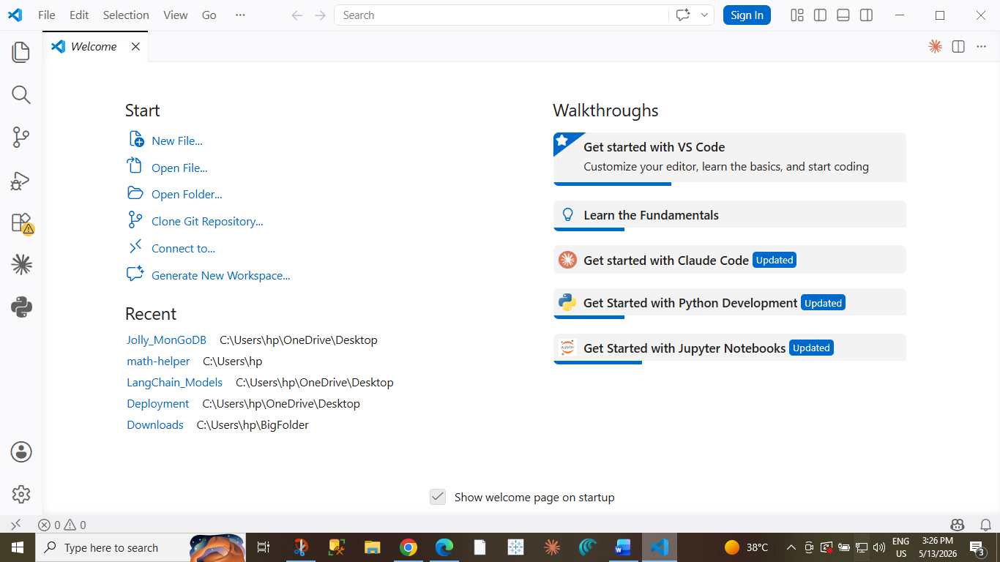 File Edit Selection View Go ···
Search
Sign In
Welcome
Start
New File...
Open File...
Open Folder...
Clone Git Repository...
Connect to...
Generate New Workspace...
Recent
Jolly_MonGoDB C:\Users\hp\OneDrive\Desktop
math-helper C:\Users\hp
LangChain_Models C:\Users\hp\OneDrive\Desktop
Deployment C:\Users\hp\OneDrive\Desktop
Downloads C:\Users\hp\BigFolder
Walkthroughs
Get started with VS Code
Customize your editor, learn the basics, and start coding
Learn the Fundamentals
Get started with Claude Code Updated
Get Started with Python Development Updated
Get Started with Jupyter Notebooks Updated
Show welcome page on startup
0 0
Type here to search
38°C
ENG
US
3:26 PM
5/13/2026
3